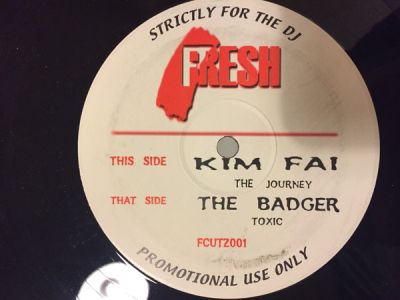 STRICTLY FOR THE DJ
FRESH
THIS SIDE KIM FAI
THE JOURNEY
THAT SIDE THE BADGER
TOXIC
FCUTZ001
PROMOTIONAL USE ONLY